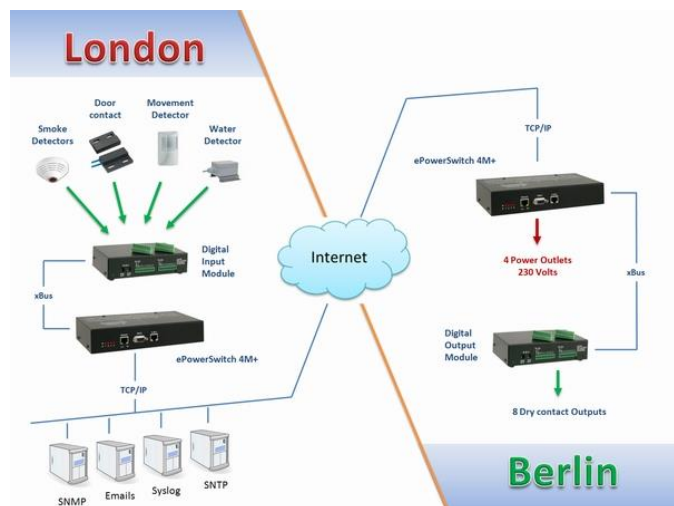 London
Door
contact
Movement
Detector
Smoke
Detectors
Water
Detector
Digital
Input
Module
xBus
ePowerSwitch 4M+
TCP/IP
SNMP
Emails
Syslog
SNTP
Internet
TCP/IP
ePowerSwitch 4M+
4 Power Outlets
230 Volts
xBus
Digital
Output
Module
8 Dry contact Outputs
Berlin